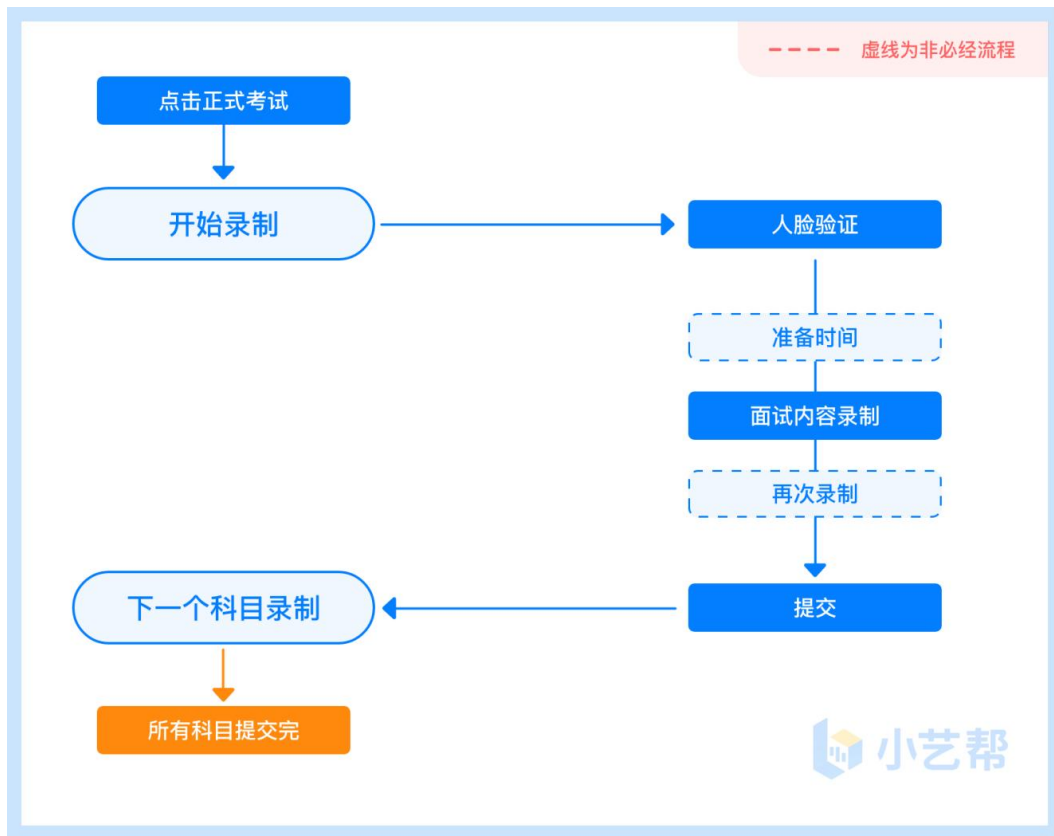 虚线为非必经流程
点击正式考试
开始录制
人脸验证
准备时间
面试内容录制
再次录制
提交
下一个科目录制
所有科目提交完
小艺帮